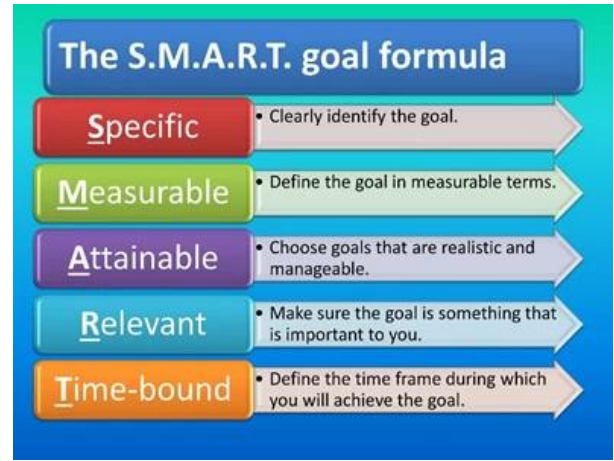 The S.M.A.R.T. goal formula
Specific
• Clearly identify the goal.
Measurable
• Define the goal in measurable terms.
Attainable
• Choose goals that are realistic and
manageable.
Relevant
• Make sure the goal is something that
is important to you.
Time-bound
• Define the time frame during which
you will achieve the goal.